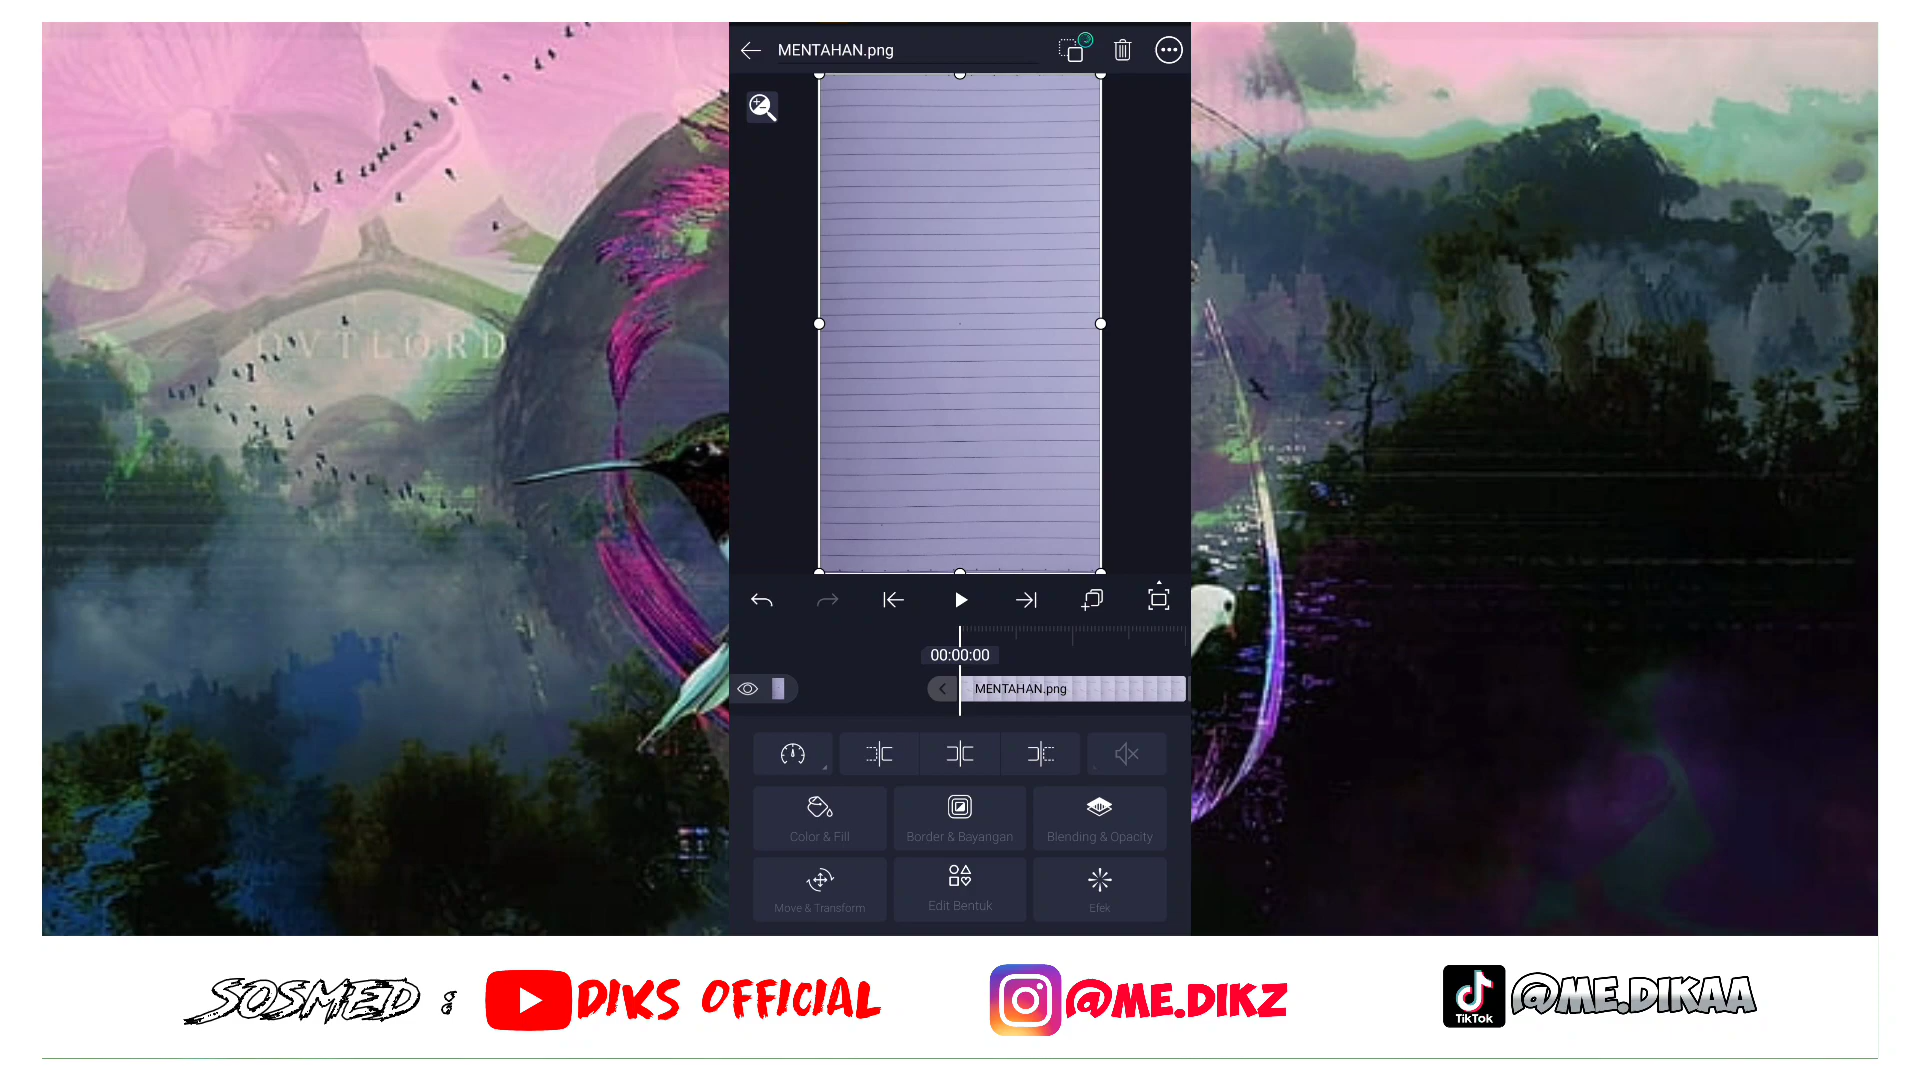 MENTAHAN.png
OVTLORD
00:00:00
MENTAHAN.png
Color & Fill
Border & Bayangan
Blending & Opacity
Move & Transform
Edit Bentuk
Efek
SOSMED :
DIKS OFFICIAL
@ME.DIKZ
TikTok
@ME.DIKAA